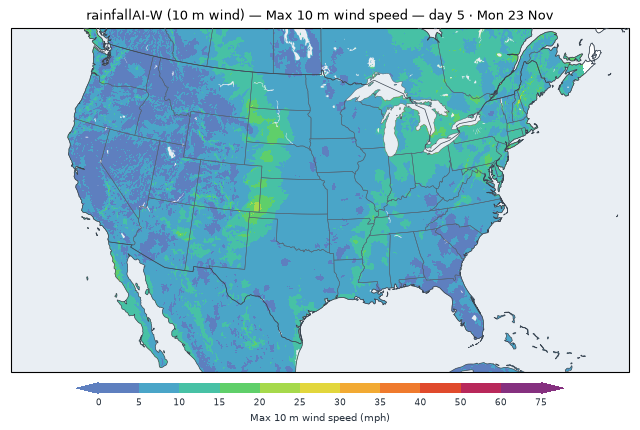 rainfallAI-W (10 m wind) — Max 10 m wind speed — day 5 · Mon 23 Nov
0 5 10 15 20 25 30 35 40 50 60 75
Max 10 m wind speed (mph)